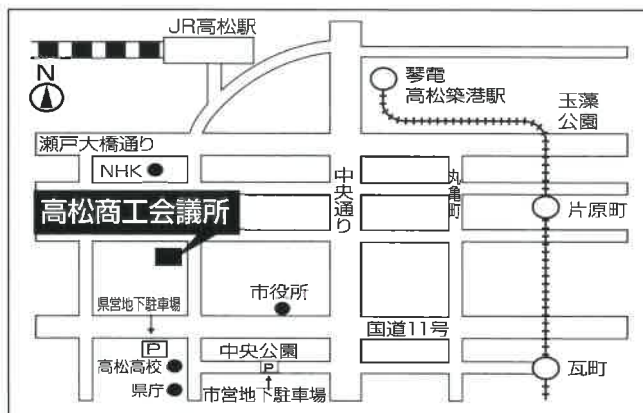 JR高松駅
N
琴電
高松築港駅
玉藻
公園
瀬戸大橋通り
NHK
中央通り
丸亀町
高松商工会議所
片原町
市役所
県営地下駐車場
国道11号
P
中央公園
高松高校
P
瓦町
県庁
市営地下駐車場